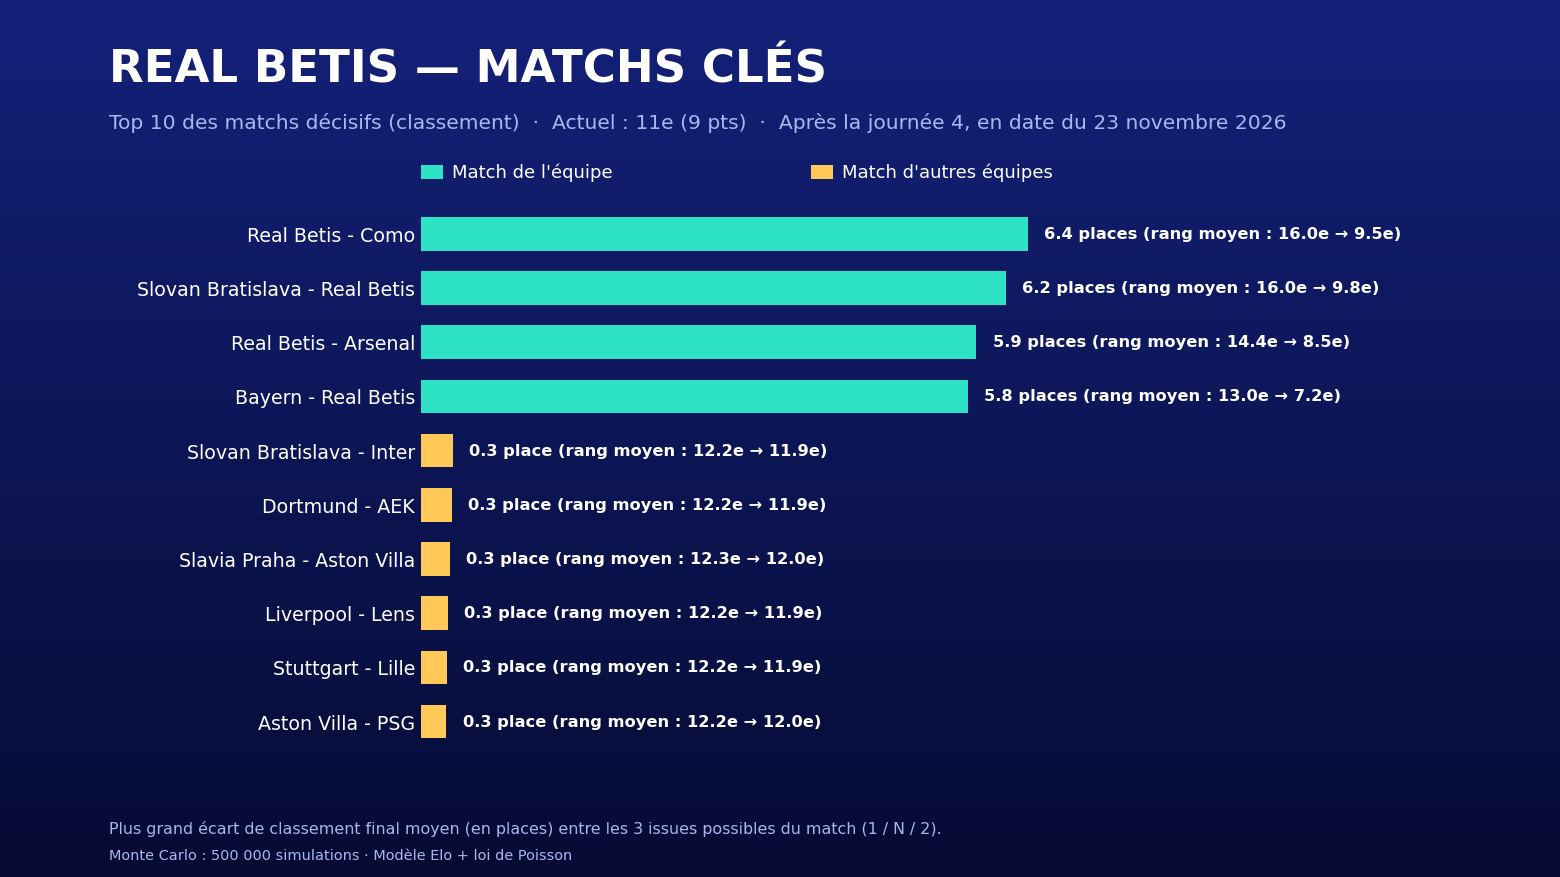 REAL BETIS — MATCHS CLÉS
Top 10 des matchs décisifs (classement)  ·  Actuel : 11e (9 pts)  ·  Après la journée 4, en date du 23 novembre 2026
Match de l'équipe
Match d'autres équipes
Real Betis - Como 6.4 places (rang moyen : 16.0e → 9.5e)
Slovan Bratislava - Real Betis 6.2 places (rang moyen : 16.0e → 9.8e)
Real Betis - Arsenal 5.9 places (rang moyen : 14.4e → 8.5e)
Bayern - Real Betis 5.8 places (rang moyen : 13.0e → 7.2e)
Slovan Bratislava - Inter 0.3 place (rang moyen : 12.2e → 11.9e)
Dortmund - AEK 0.3 place (rang moyen : 12.2e → 11.9e)
Slavia Praha - Aston Villa 0.3 place (rang moyen : 12.3e → 12.0e)
Liverpool - Lens 0.3 place (rang moyen : 12.2e → 11.9e)
Stuttgart - Lille 0.3 place (rang moyen : 12.2e → 11.9e)
Aston Villa - PSG 0.3 place (rang moyen : 12.2e → 12.0e)
Plus grand écart de classement final moyen (en places) entre les 3 issues possibles du match (1 / N / 2).
Monte Carlo : 500 000 simulations · Modèle Elo + loi de Poisson